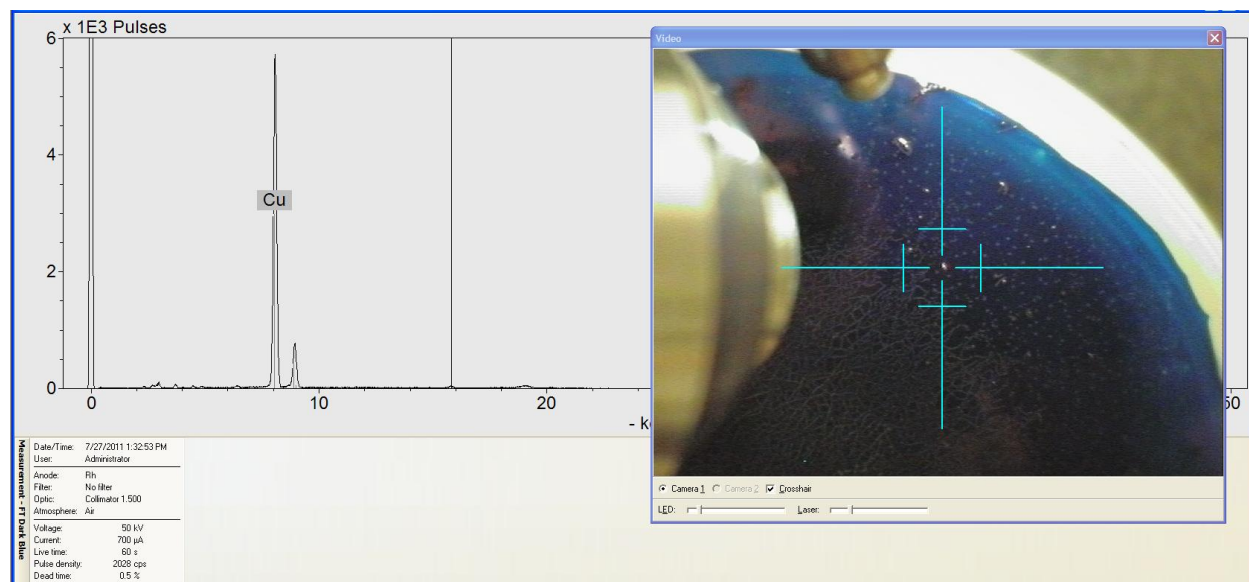 x 1E3 Pulses
6
4
2
0
Cu
0
10
20
50
- k
Video
Camera 1
Camera 2
Crosshair
LED:
Laser:
Measurement - FT Dark Blue
Date/Time: 7/27/2011 1:32:53 PM
User: Administrator
Anode: Rh
Filter: No filter
Optic: Collimator 1.500
Atmosphere: Air
Voltage: 50 kV
Current: 700 µA
Live time: 60 s
Pulse density: 2028 cps
Dead time: 0.5 %